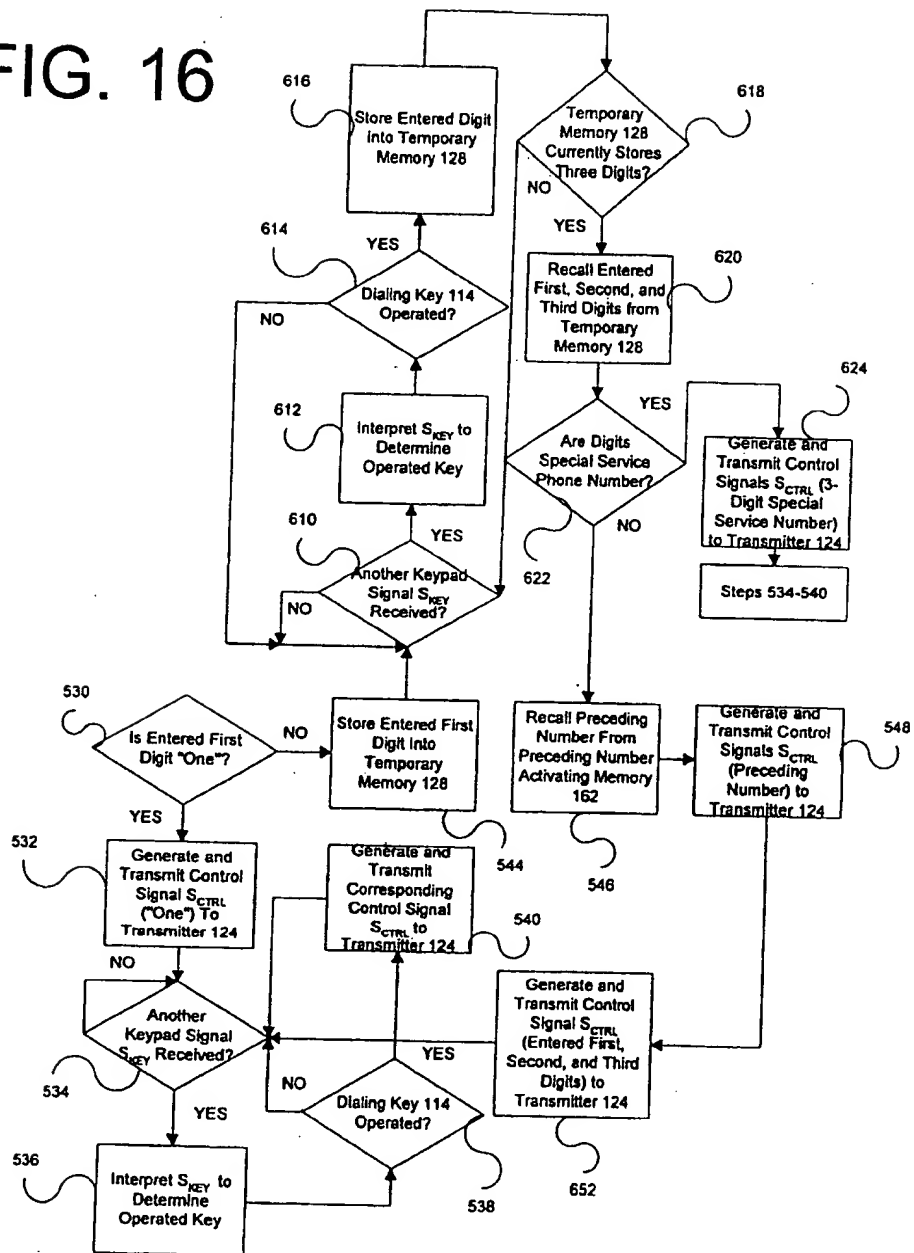 FIG. 16
616
Store Entered Digit
into Temporary
Memory 128
618
Temporary
Memory 128
Currently Stores
Three Digits?
NO
YES
614
YES
Dialing Key 114
Operated?
NO
620
Recall Entered
First, Second, and
Third Digits from
Temporary
Memory 128
612
Interpret S_KEY to
Determine
Operated Key
YES
624
Are Digits
Special Service
Phone Number?
NO
622
Generate and
Transmit Control
Signals S_CTRL (3-
Digit Special
Service Number)
to Transmitter 124
Steps 534-540
610
YES
Another Keypad
Signal S_KEY
Received?
NO
530
Is Entered First
Digit "One"?
NO
YES
Store Entered First
Digit Into
Temporary
Memory 128
544
Recall Preceding
Number From
Preceding Number
Activating Memory
162
546
Generate and
Transmit Control
Signals S_CTRL
(Preceding
Number) to
Transmitter 124
548
532
Generate and
Transmit Control
Signal S_CTRL
("One") To
Transmitter 124
Generate and
Transmit
Corresponding
Control Signal
S_CTRL to
Transmitter 124
540
NO
Another
Keypad Signal
S_KEY Received?
534
YES
Generate and
Transmit Control
Signal S_CTRL
(Entered First,
Second, and Third
Digits) to
Transmitter 124
652
YES
NO
Dialing Key 114
Operated?
538
536
Interpret S_KEY to
Determine
Operated Key